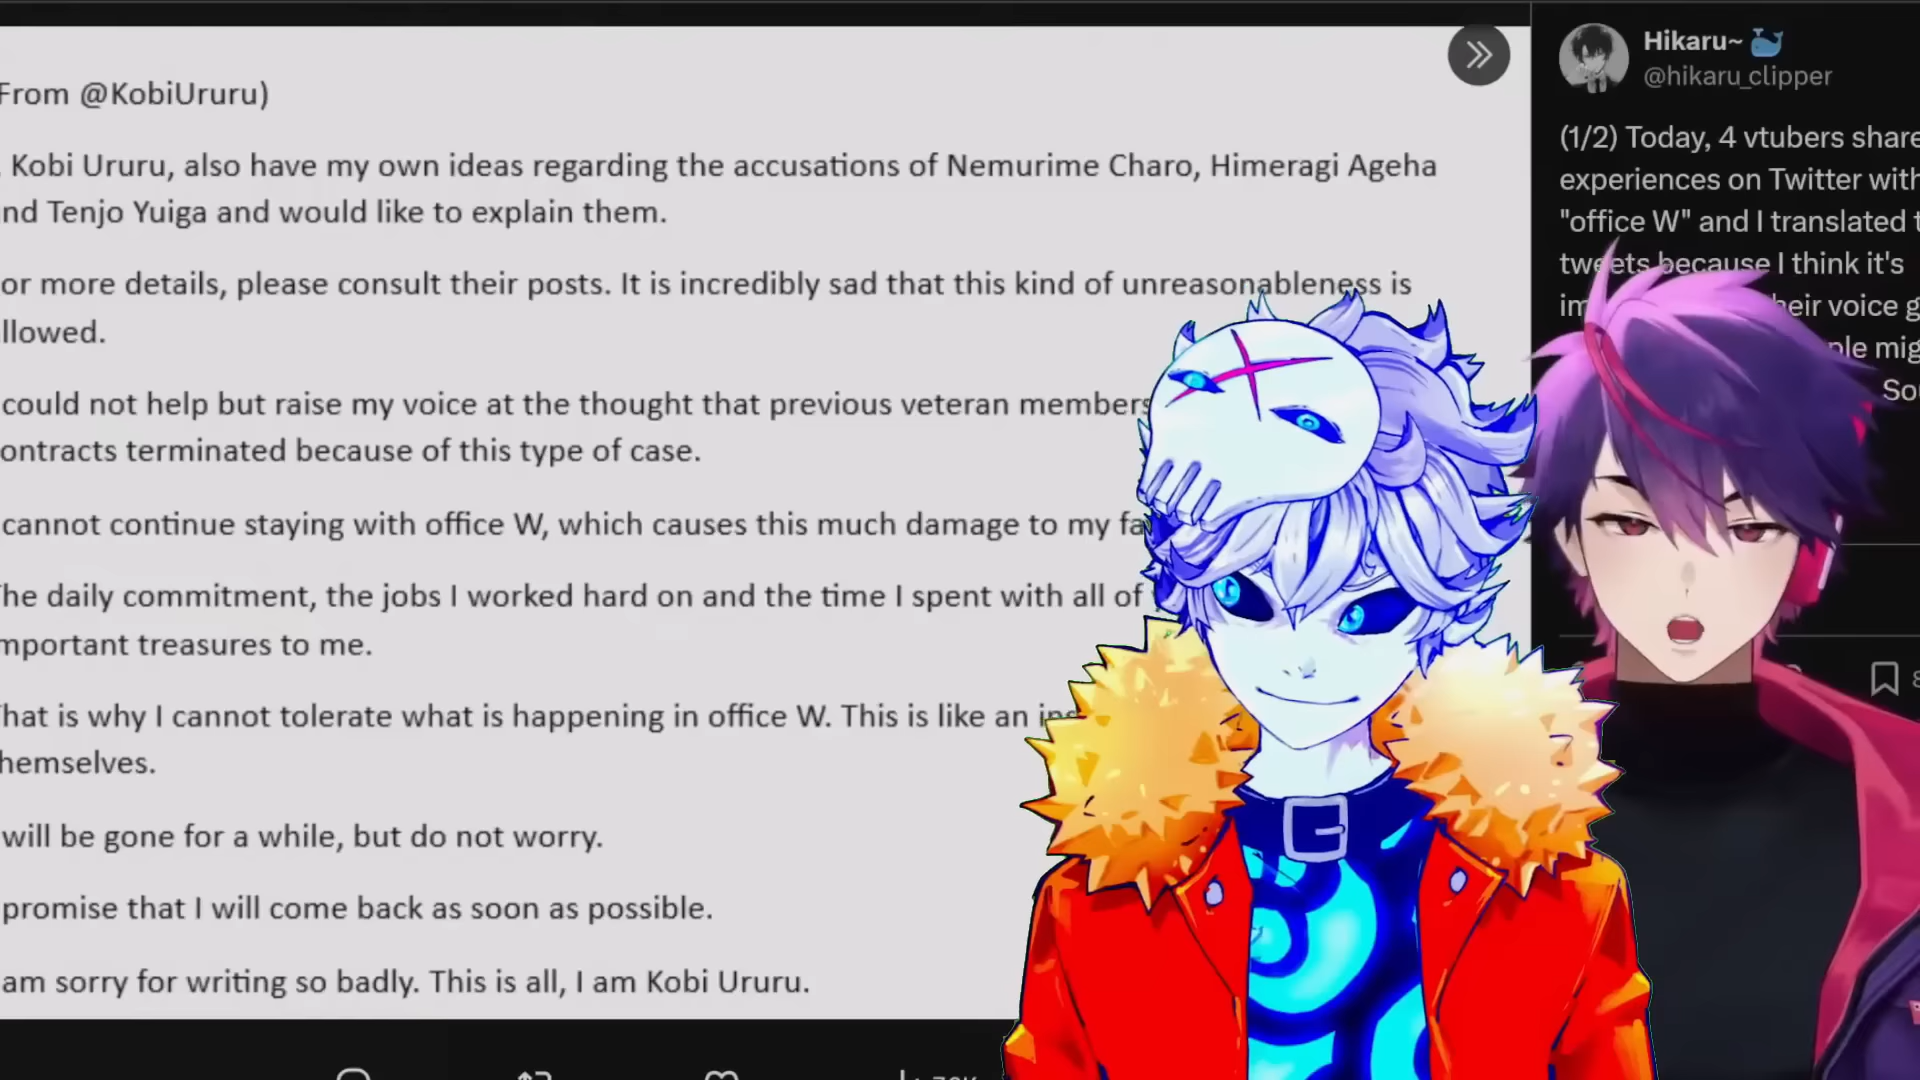 From @KobiUruru)
Kobi Ururu, also have my own ideas regarding the accusations of Nemurime Charo, Himeragi Ageha
nd Tenjo Yuiga and would like to explain them.
or more details, please consult their posts. It is incredibly sad that this kind of unreasonableness is
llowed.
could not help but raise my voice at the thought that previous veteran members
ontracts terminated because of this type of case.
cannot continue staying with office W, which causes this much damage to my fa
he daily commitment, the jobs I worked hard on and the time I spent with all of
mportant treasures to me.
hat is why I cannot tolerate what is happening in office W. This is like an
hemselves.
will be gone for a while, but do not worry.
promise that I will come back as soon as possible.
am sorry for writing so badly. This is all, I am Kobi Ururu.
Hikaru~
@hikaru_clipper
(1/2) Today, 4 vtubers share
experiences on Twitter with
"office W" and I translated t
tweets because I think it's
im heir voice g
ple mig
So